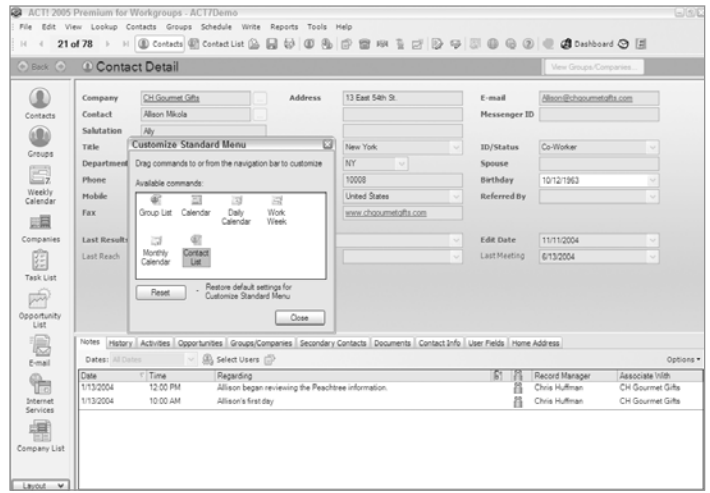 ACT! 2005 Premium for Workgroups - ACT7Demo
File Edit View Lookup Contacts Groups Schedule Write Reports Tools Help
21 of 78 Contacts Contact List Dashboard
Back Contact Detail View Groups/Companies...
Contacts
Groups
Weekly
Calendar
Companies
Task List
Opportunity
List
E-mail
Internet
Services
Company List
Layout
Company CH Gourmet Gifts ... Address 13 East 54th St. E-mail Allison@chgourmetgifts.com
Contact Allison Mikola ... Messenger ID
Salutation Ally
Title New York ID/Status Co-Worker
Department NY Spouse
Phone 10008 Birthday 10/12/1963
Mobile United States Referred By
Fax www.chgourmetgifts.com
Last Results Edit Date 11/11/2004
Last Reach Last Meeting 6/13/2004
Customize Standard Menu
Drag commands to or from the navigation bar to customize
Available commands:
Group List Calendar Daily Calendar Work Week
Monthly Calendar Contact List
Reset - Restore default settings for
Customize Standard Menu
Close
Notes History Activities Opportunities Groups/Companies Secondary Contacts Documents Contact Info User Fields Home Address
Dates: All Dates Select Users Options
Date Time Regarding Record Manager Associate With
1/13/2004 12:00 PM Allison began reviewing the Peachtree information. Chris Huffman CH Gourmet Gifts
1/13/2004 10:00 AM Allison's first day Chris Huffman CH Gourmet Gifts